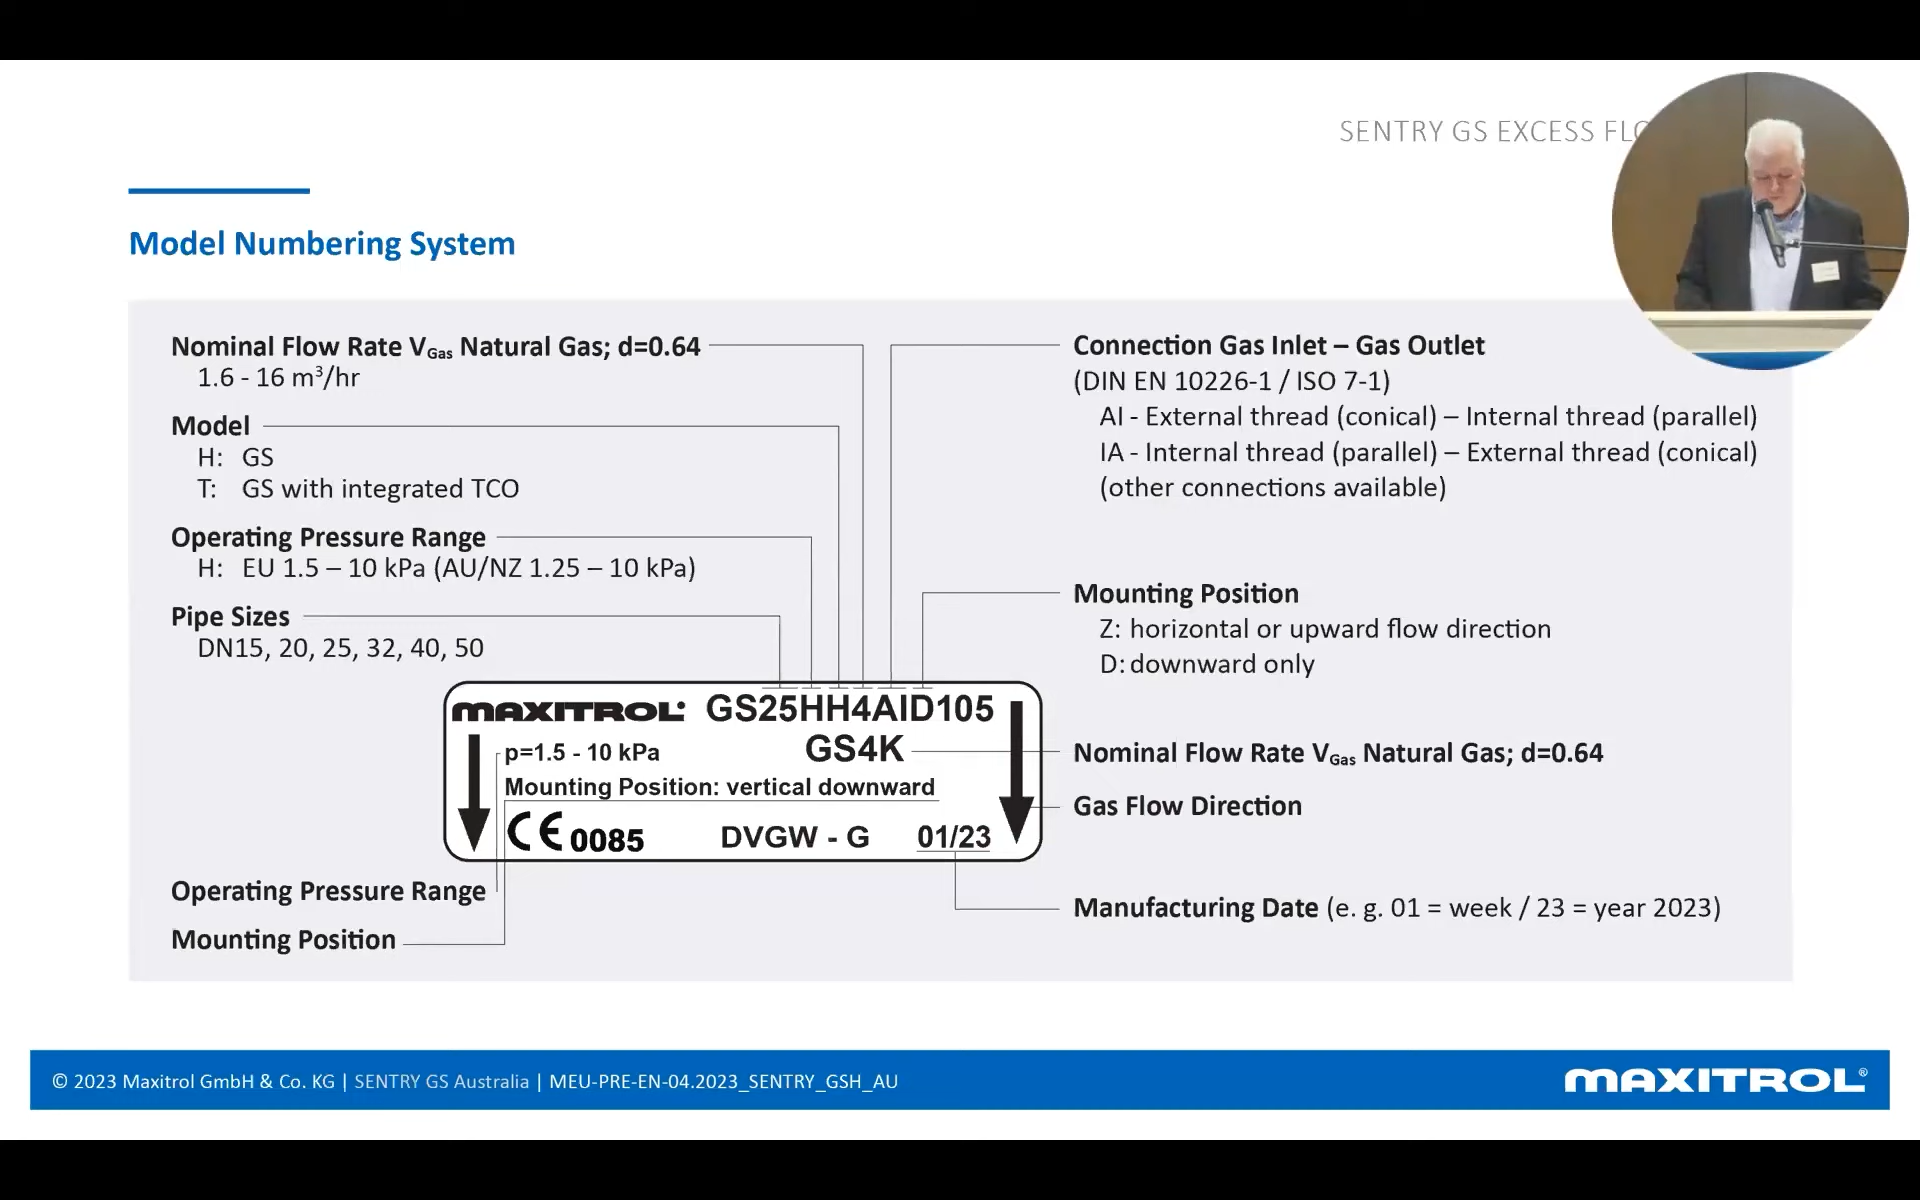 SENTRY GS EXCESS
Model Numbering System
Nominal Flow Rate VGas Natural Gas; d=0.64
1.6 - 16 m³/hr
Model
H: GS
T: GS with integrated TCO
Operating Pressure Range
H: EU 1.5 – 10 kPa (AU/NZ 1.25 – 10 kPa)
Pipe Sizes
DN15, 20, 25, 32, 40, 50
Connection Gas Inlet – Gas Outlet
(DIN EN 10226-1 / ISO 7-1)
AI - External thread (conical) – Internal thread (parallel)
IA - Internal thread (parallel) – External thread (conical)
(other connections available)
Mounting Position
Z: horizontal or upward flow direction
D: downward only
MAXITROL® GS25HH4AID105
p=1.5 - 10 kPa GS4K
Mounting Position: vertical downward
CE 0085 DVGW - G 01/23
Nominal Flow Rate VGas Natural Gas; d=0.64
Gas Flow Direction
Manufacturing Date (e. g. 01 = week / 23 = year 2023)
Operating Pressure Range
Mounting Position
© 2023 Maxitrol GmbH & Co. KG | SENTRY GS Australia | MEU-PRE-EN-04.2023_SENTRY_GSH_AU
MAXITROL®